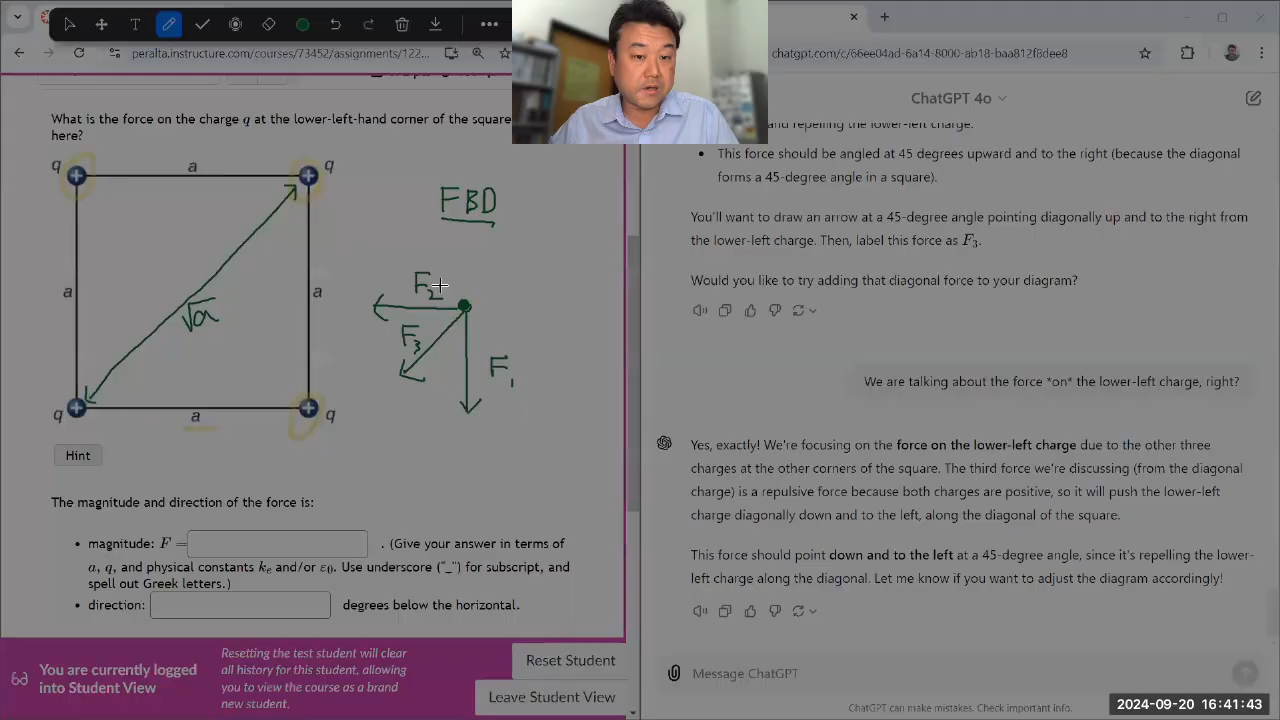 peralta.instructure.com/courses/73452/assignments/122...
What is the force on the charge q at the lower-left-hand corner of the square
here?
q
a
q
a
a
√a
q
a
q
FBD
F2
F3
F1
Hint
The magnitude and direction of the force is:
• magnitude: F =
. (Give your answer in terms of
a, q, and physical constants ke and/or ε0. Use underscore ("_") for subscript, and
spell out Greek letters.)
• direction:
degrees below the horizontal.
You are currently logged
into Student View
Resetting the test student will clear
all history for this student, allowing
you to view the course as a brand
new student.
Reset Student
Leave Student View
chatgpt.com/c/66ee04ad-6a14-8000-ab18-baa812f8dee8
ChatGPT 4o
and repelling the lower-left charge.
• This force should be angled at 45 degrees upward and to the right (because the diagonal
forms a 45-degree angle in a square).
You'll want to draw an arrow at a 45-degree angle pointing diagonally up and to the right from
the lower-left charge. Then, label this force as F3.
Would you like to try adding that diagonal force to your diagram?
We are talking about the force *on* the lower-left charge, right?
Yes, exactly! We're focusing on the force on the lower-left charge due to the other three
charges at the other corners of the square. The third force we're discussing (from the diagonal
charge) is a repulsive force because both charges are positive, so it will push the lower-left
charge diagonally down and to the left, along the diagonal of the square.
This force should point down and to the left at a 45-degree angle, since it's repelling the lower-
left charge along the diagonal. Let me know if you want to adjust the diagram accordingly!
Message ChatGPT
ChatGPT can make mistakes. Check important info.
2024-09-20 16:41:43